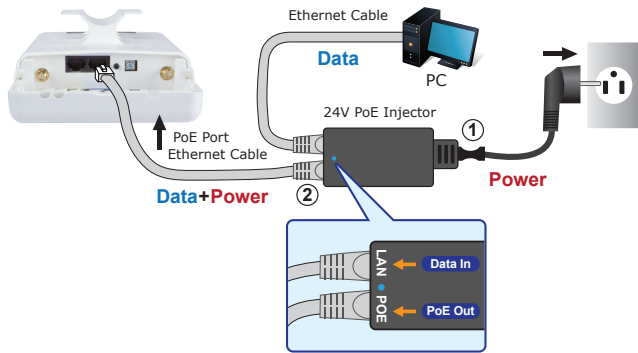 Ethernet Cable
Data
PC
24V PoE Injector
①
Power
PoE Port
Ethernet Cable
Data+Power
②
LAN
Data In
POE
PoE Out